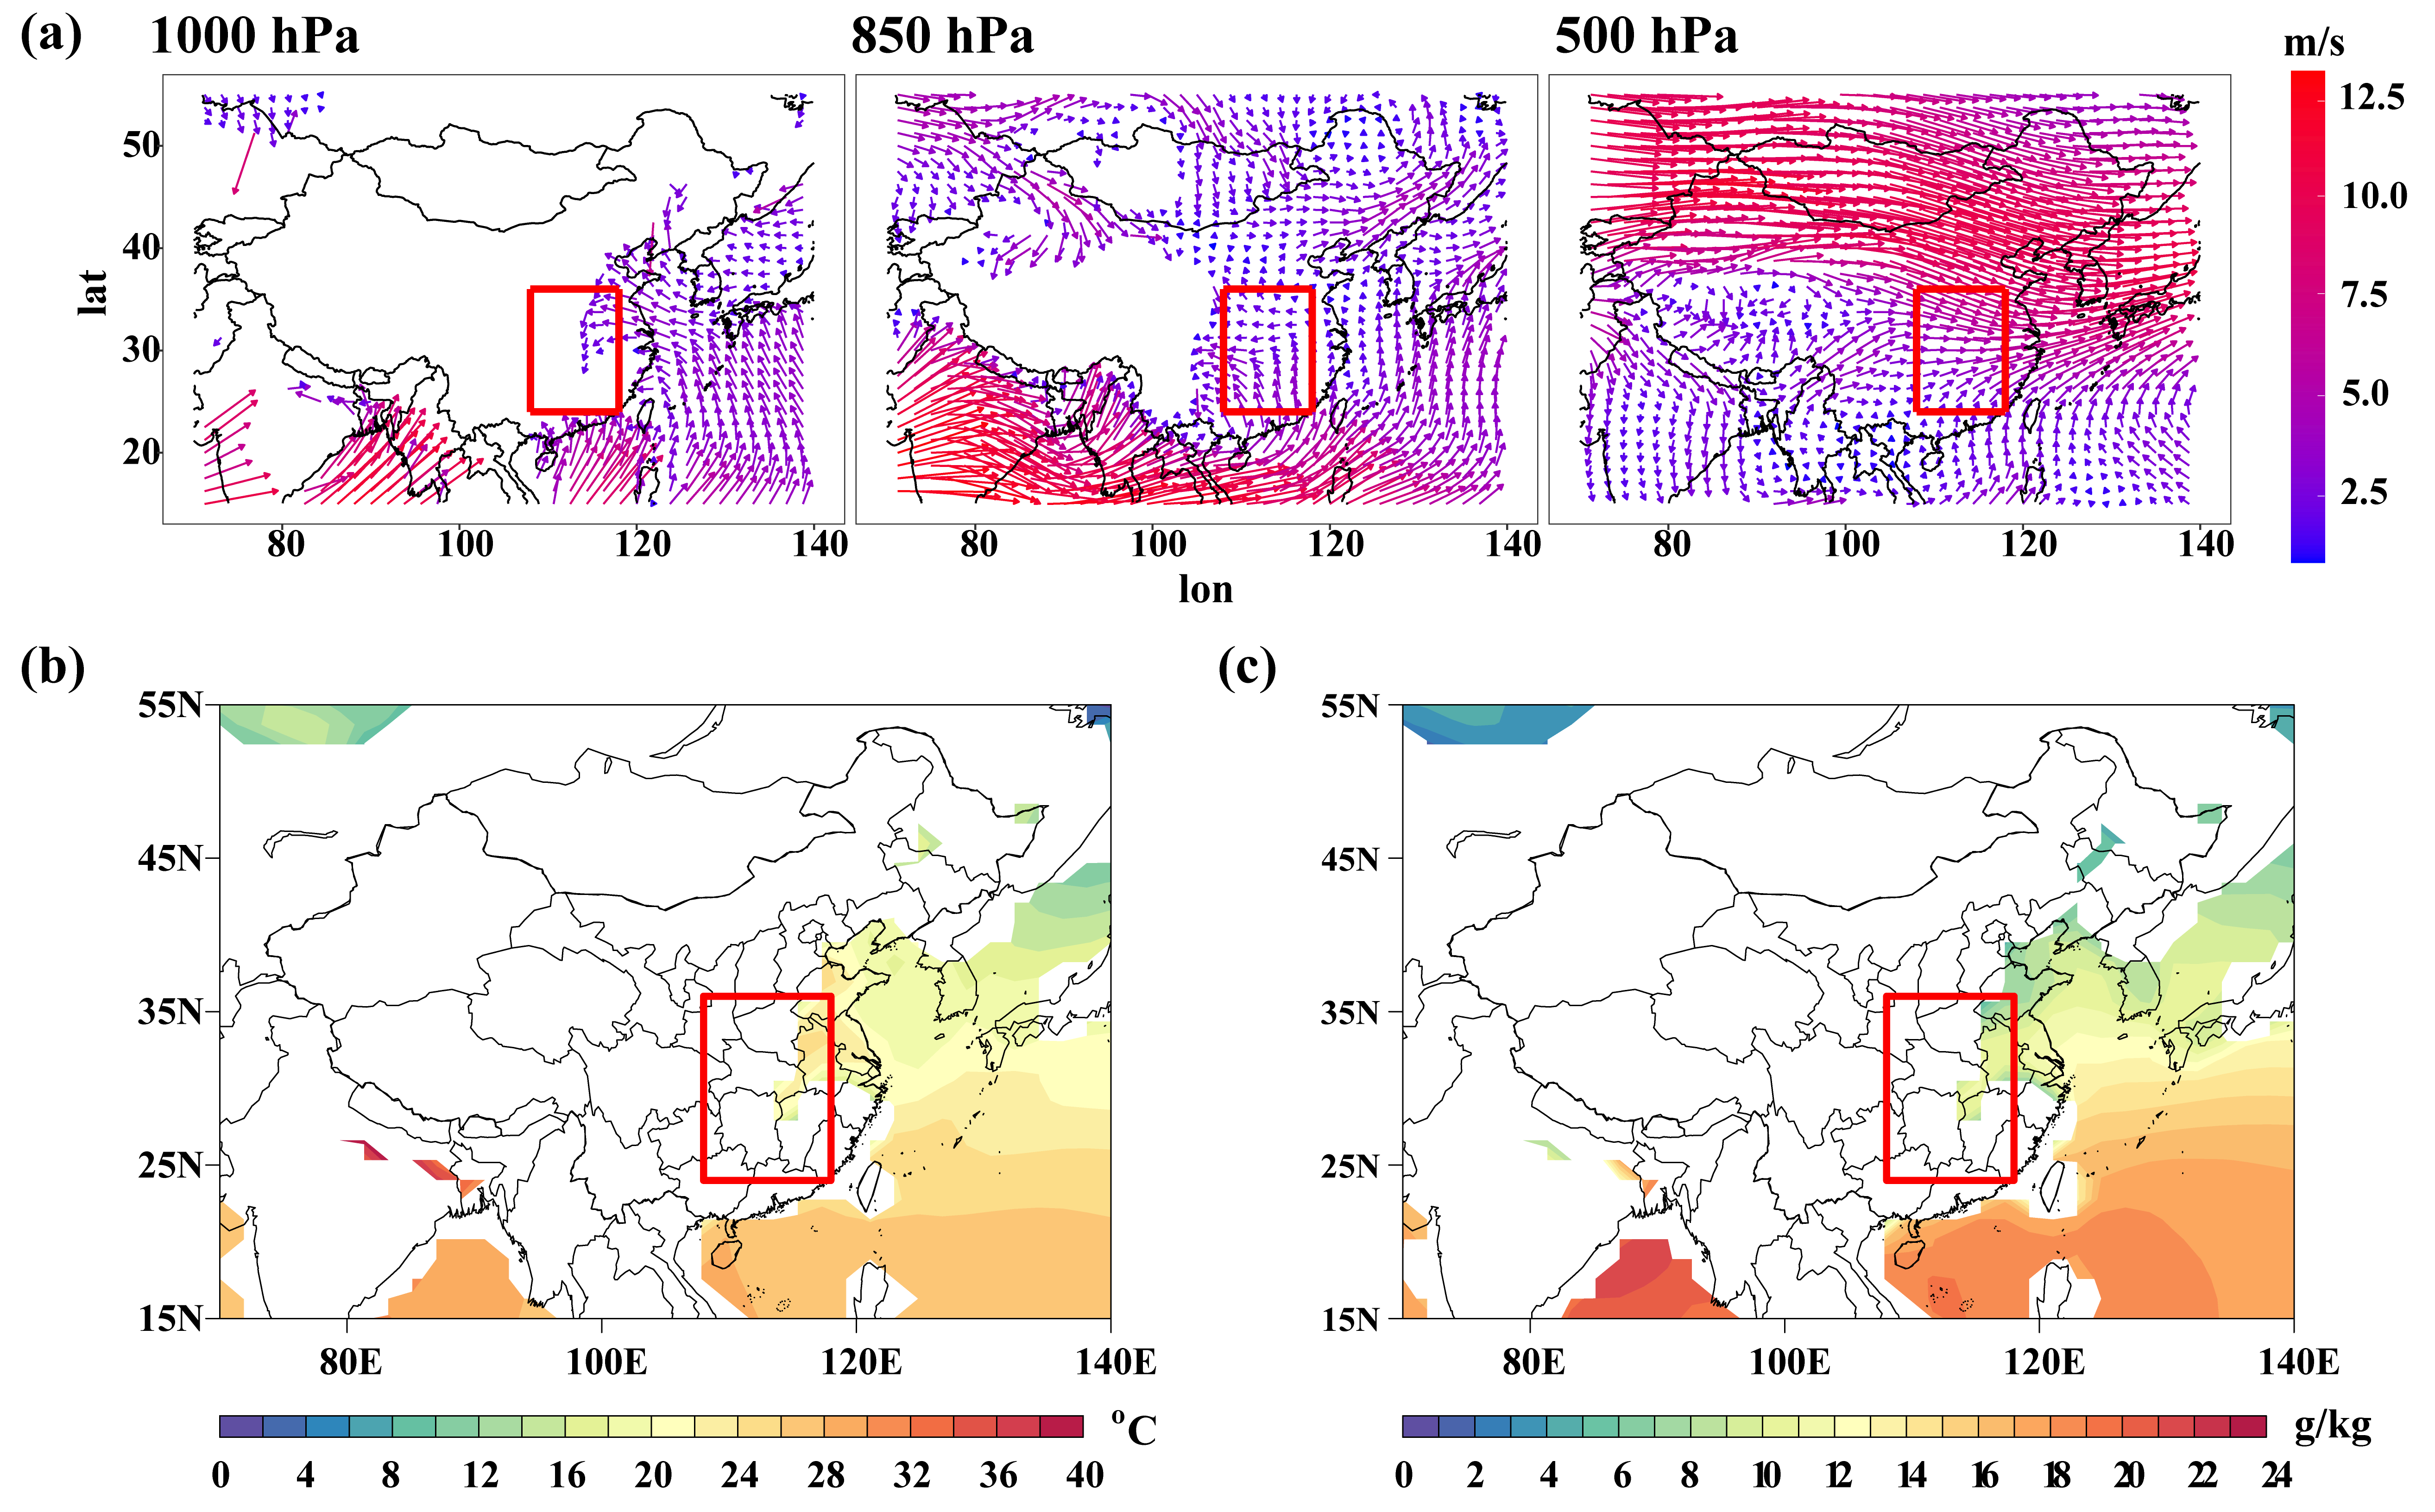 (a) 1000 hPa 850 hPa 500 hPa m/s
12.5
10.0
7.5
5.0
2.5
lat
50
40
30
20
80 100 120 140 80 100 120 140 80 100 120 140
lon
(b) (c)
55N 55N
45N 45N
35N 35N
25N 25N
15N 15N
80E 100E 120E 140E 80E 100E 120E 140E
°C g/kg
0 4 8 12 16 20 24 28 32 36 40 0 2 4 6 8 10 12 14 16 18 20 22 24